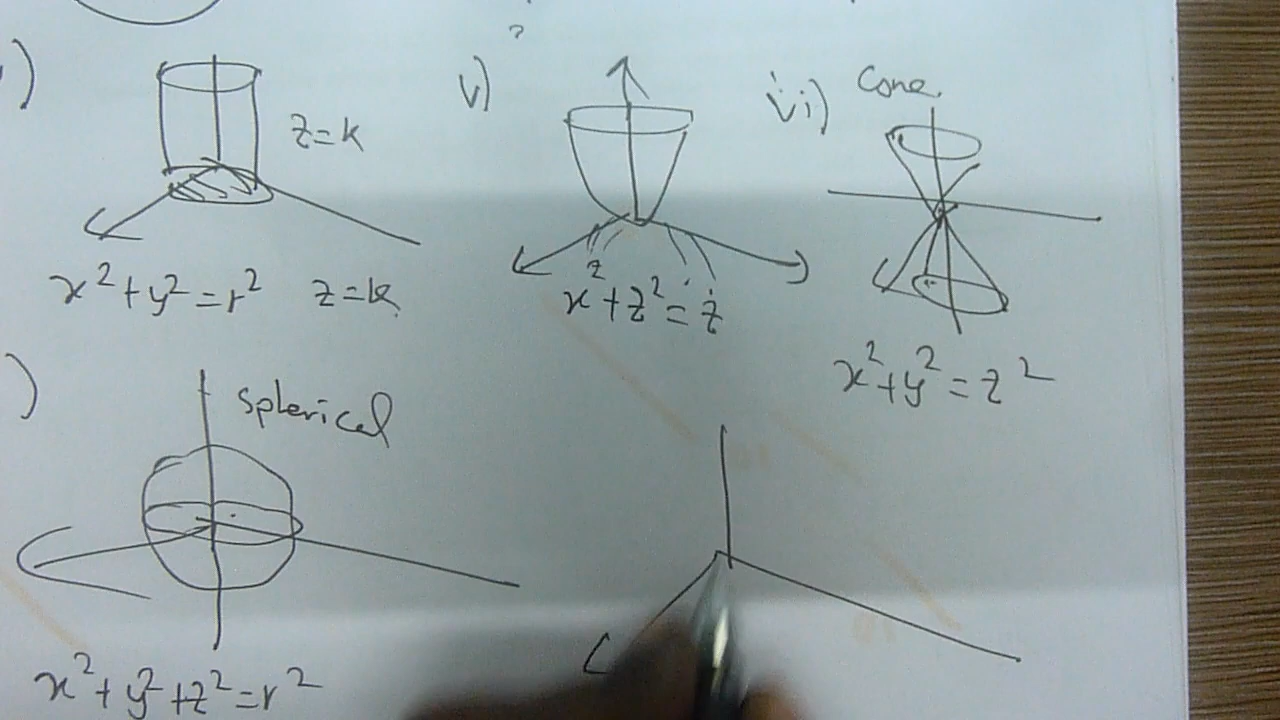 )
z=k
x²+y²=r² z=k
v)
x²+z²=z
vi) Cone
x²+y²=z²
)
spherical
x²+y²+z²=r²